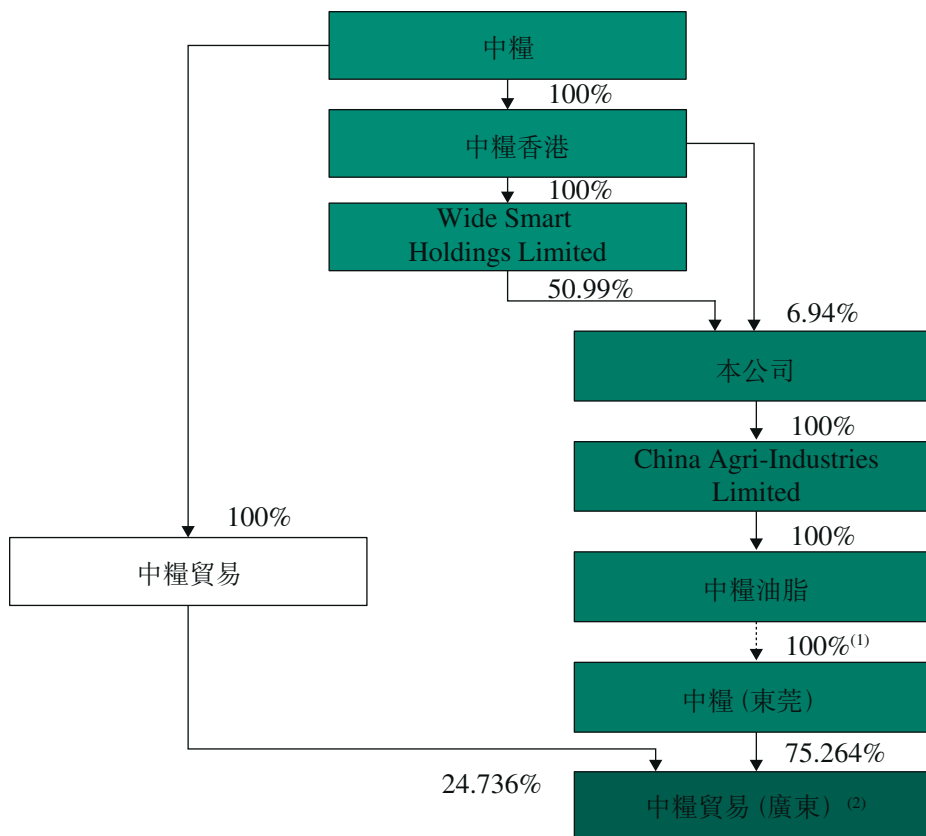 中糧
100%
中糧香港
100%
Wide Smart
Holdings Limited
50.99%
6.94%
本公司
100%
China Agri-Industries
Limited
100%
100%
中糧貿易
中糧油脂
100%(1)
中糧（東莞）
75.264%
24.736%
中糧貿易（廣東）(2)